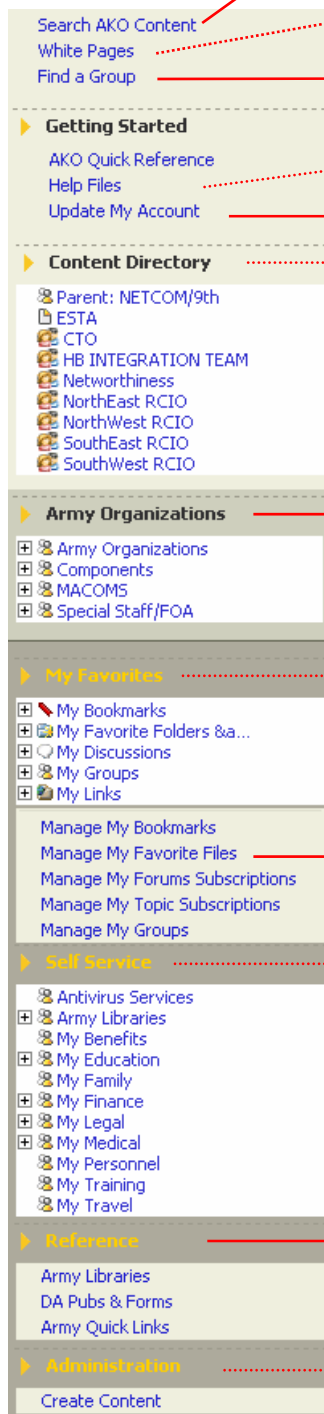 Search AKO Content
White Pages
Find a Group
Getting Started
AKO Quick Reference
Help Files
Update My Account
Content Directory
Parent: NETCOM/9th
ESTA
CTO
HB INTEGRATION TEAM
Networthiness
NorthEast RCIO
NorthWest RCIO
SouthEast RCIO
SouthWest RCIO
Army Organizations
Army Organizations
Components
MACOMS
Special Staff/FOA
My Favorites
My Bookmarks
My Favorite Folders &a...
My Discussions
My Groups
My Links
Manage My Bookmarks
Manage My Favorite Files
Manage My Forums Subscriptions
Manage My Topic Subscriptions
Manage My Groups
Self Service
Antivirus Services
Army Libraries
My Benefits
My Education
My Family
My Finance
My Legal
My Medical
My Personnel
My Training
My Travel
Reference
Army Libraries
DA Pubs & Forms
Army Quick Links
Administration
Create Content